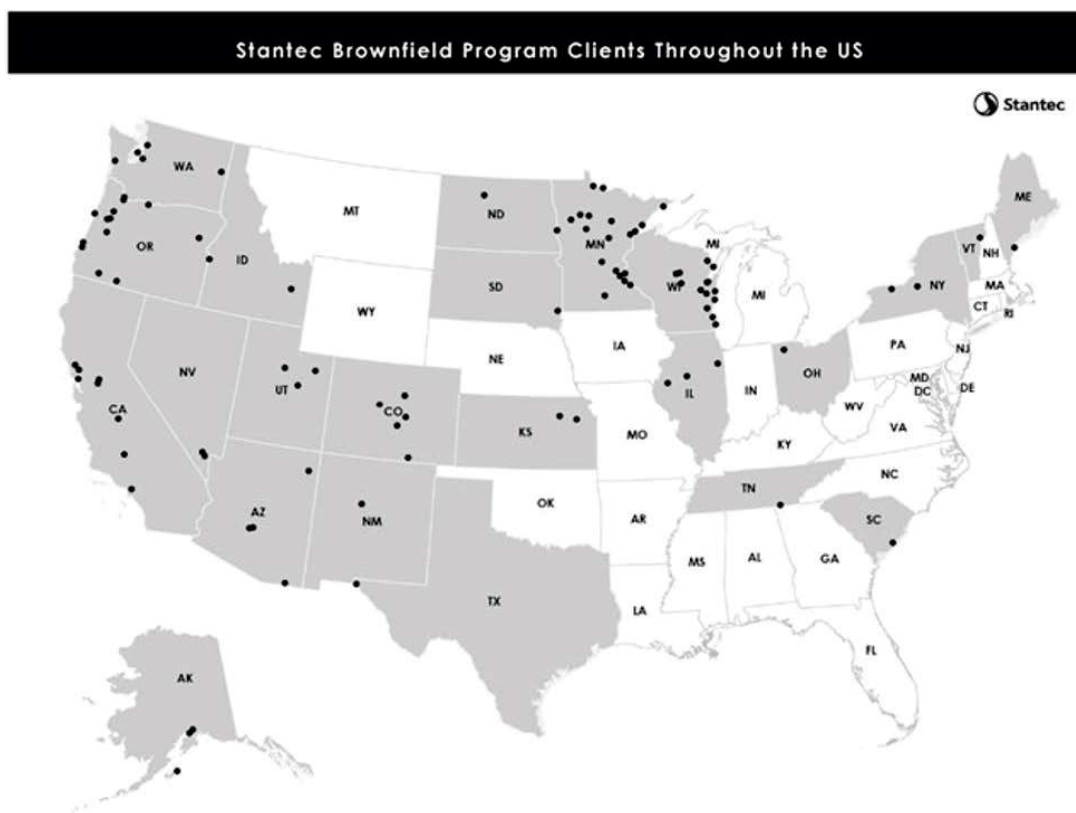 Stantec Brownfield Program Clients Throughout the US
Stantec
WA
MT
ND
MN
MI
ME
VT
NH
OR
ID
SD
WI
MI
NY
MA
CT
RI
WY
IA
PA
NJ
NE
NV
UT
CO
IL
IN
OH
MD
DC
DE
WV
VA
CA
KS
MO
KY
NC
TN
AZ
NM
OK
AR
SC
MS
AL
GA
TX
LA
FL
AK